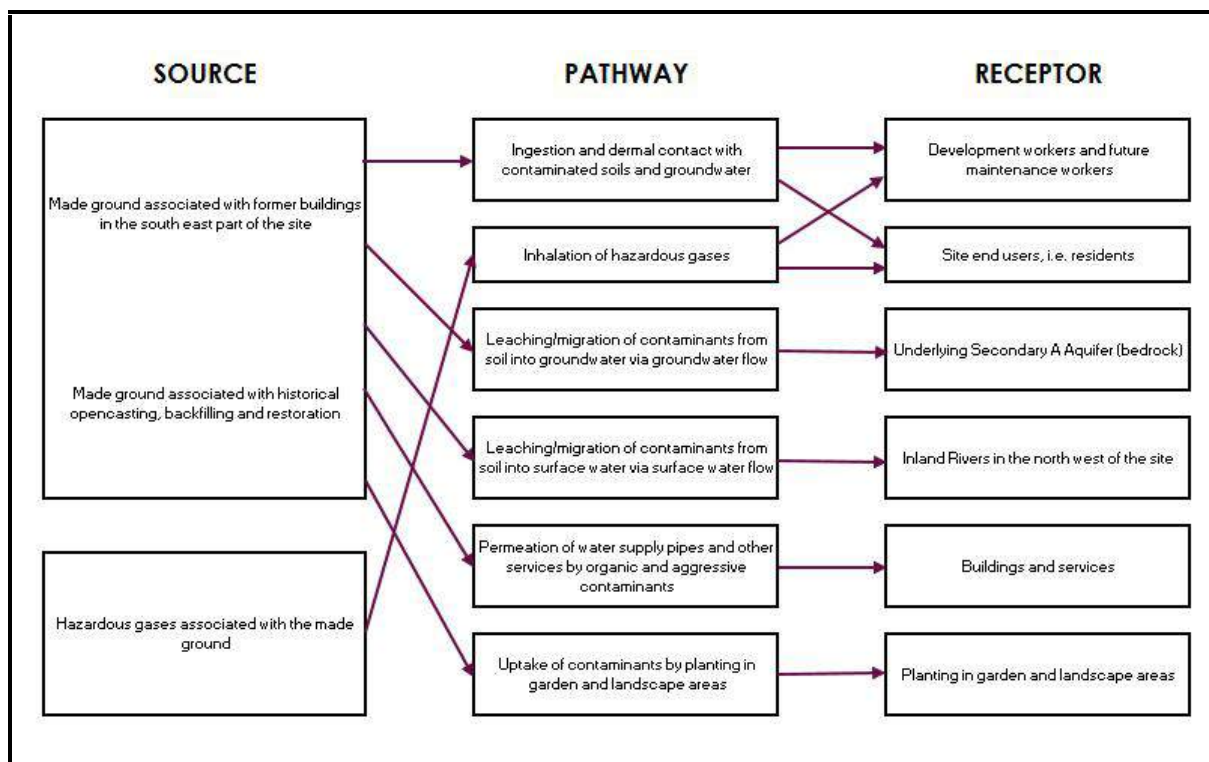 SOURCE
PATHWAY
RECEPTOR
Made ground associated with former buildings
in the south east part of the site
Made ground associated with historical
opencasting, backfilling and restoration
Hazardous gases associated with the made
ground
Ingestion and dermal contact with
contaminated soils and groundwater
Inhalation of hazardous gases
Leaching/migration of contaminants from
soil into groundwater via groundwater flow
Leaching/migration of contaminants from
soil into surface water via surface water flow
Permeation of water supply pipes and other
services by organic and aggressive
contaminants
Uptake of contaminants by planting in
garden and landscape areas
Development workers and future
maintenance workers
Site end users, i.e. residents
Underlying Secondary A Aquifer (bedrock)
Inland Rivers in the north west of the site
Buildings and services
Planting in garden and landscape areas